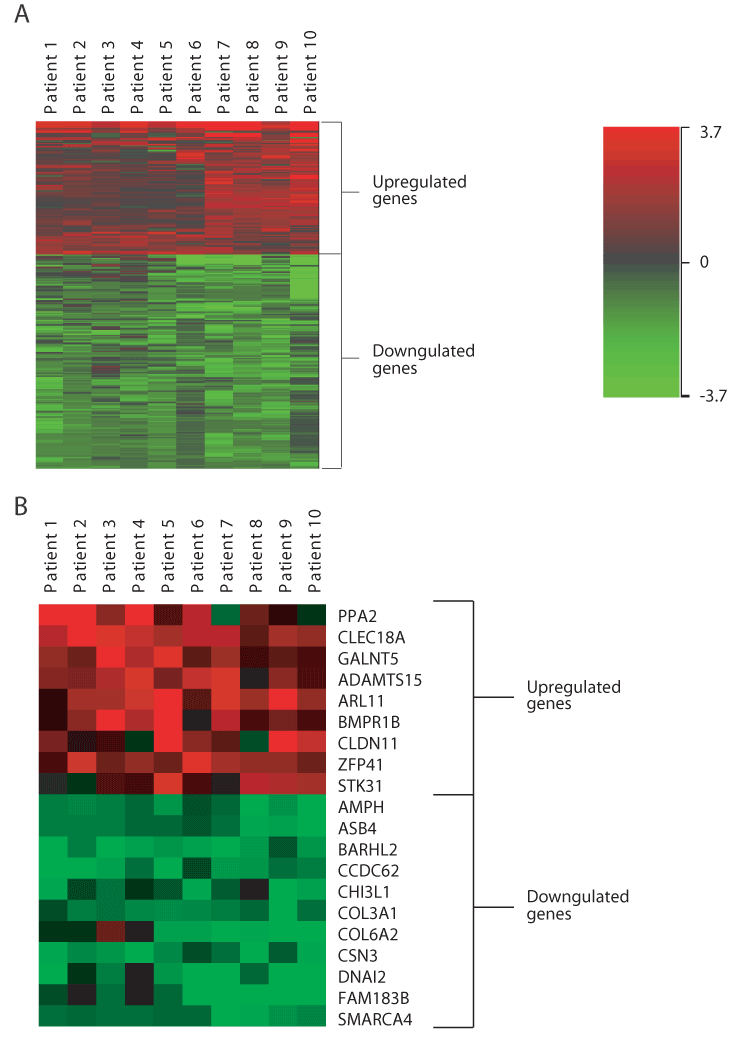 A
Patient 1
Patient 2
Patient 3
Patient 4
Patient 5
Patient 6
Patient 7
Patient 8
Patient 9
Patient 10
Upregulated
genes
Downgulated
genes
3.7
0
-3.7
B
Patient 1
Patient 2
Patient 3
Patient 4
Patient 5
Patient 6
Patient 7
Patient 8
Patient 9
Patient 10
PPA2
CLEC18A
GALNT5
ADAMTS15
ARL11
BMPR1B
CLDN11
ZFP41
STK31
AMPH
ASB4
BARHL2
CCDC62
CHI3L1
COL3A1
COL6A2
CSN3
DNAI2
FAM183B
SMARCA4
Upregulated
genes
Downgulated
genes